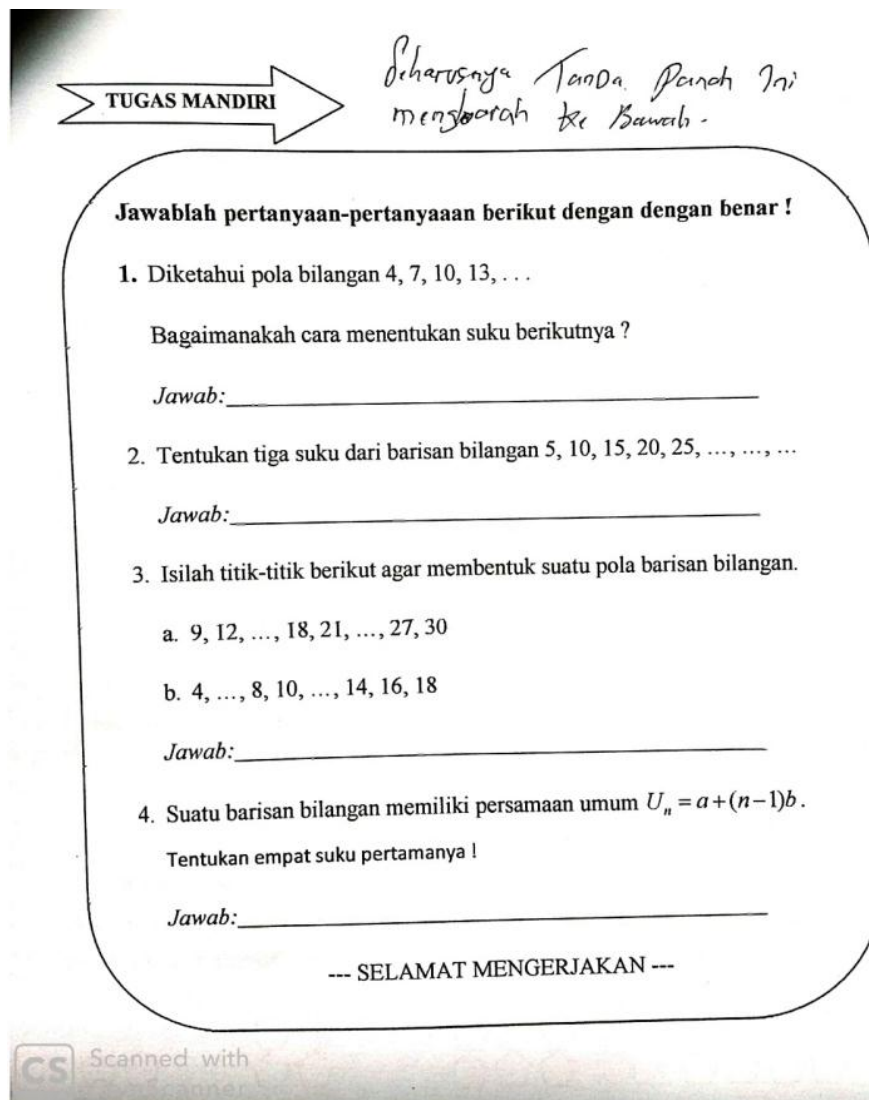 Seharusnya Tanda Panah Ini
mengarah ke Bawah.
TUGAS MANDIRI
Jawablah pertanyaan-pertanyaaan berikut dengan dengan benar !
1. Diketahui pola bilangan 4, 7, 10, 13, . . .
Bagaimanakah cara menentukan suku berikutnya ?
Jawab:
2. Tentukan tiga suku dari barisan bilangan 5, 10, 15, 20, 25, …, …, …
Jawab:
3. Isilah titik-titik berikut agar membentuk suatu pola barisan bilangan.
a. 9, 12, …, 18, 21, …, 27, 30
b. 4, …, 8, 10, …, 14, 16, 18
Jawab:
4. Suatu barisan bilangan memiliki persamaan umum Uₙ = a+(n−1)b .
Tentukan empat suku pertamanya !
Jawab:
--- SELAMAT MENGERJAKAN ---
CS Scanned with